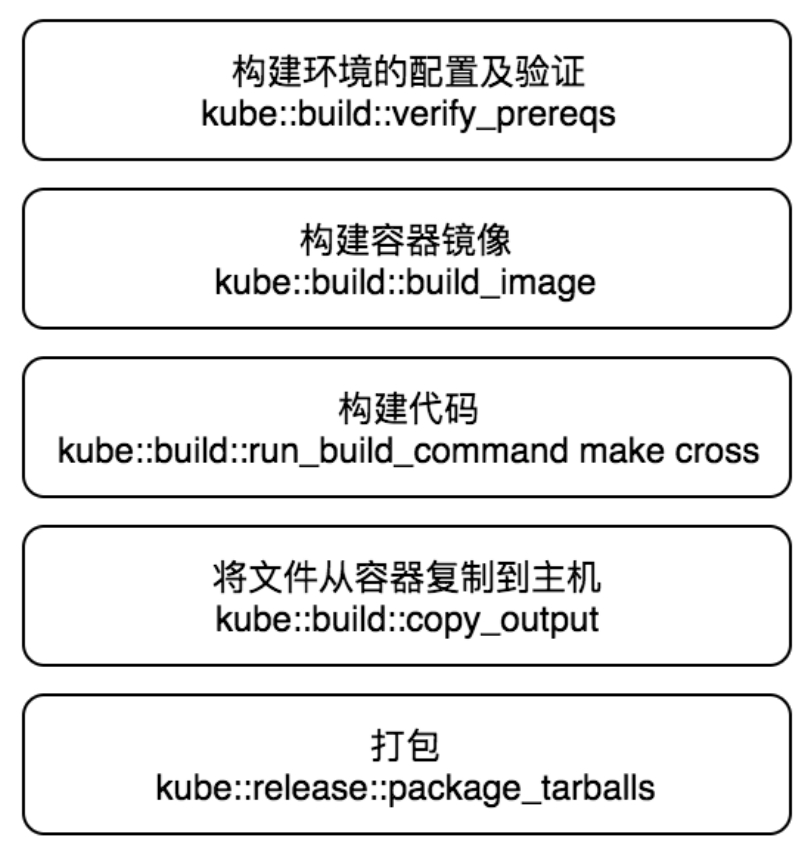 构建环境的配置及验证
kube::build::verify_prereqs
构建容器镜像
kube::build::build_image
构建代码
kube::build::run_build_command make cross
将文件从容器复制到主机
kube::build::copy_output
打包
kube::release::package_tarballs